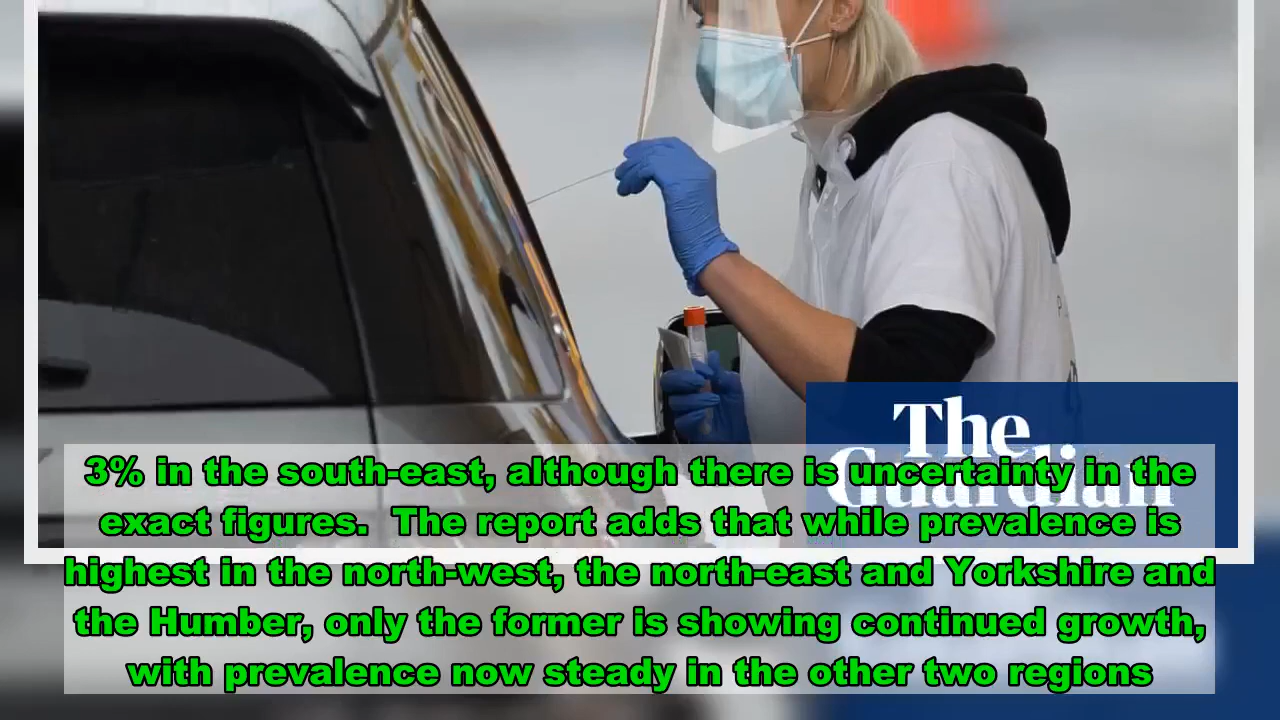 The
Guardian
3% in the south-east, although there is uncertainty in the
exact figures.  The report adds that while prevalence is
highest in the north-west, the north-east and Yorkshire and
the Humber, only the former is showing continued growth,
with prevalence now steady in the other two regions